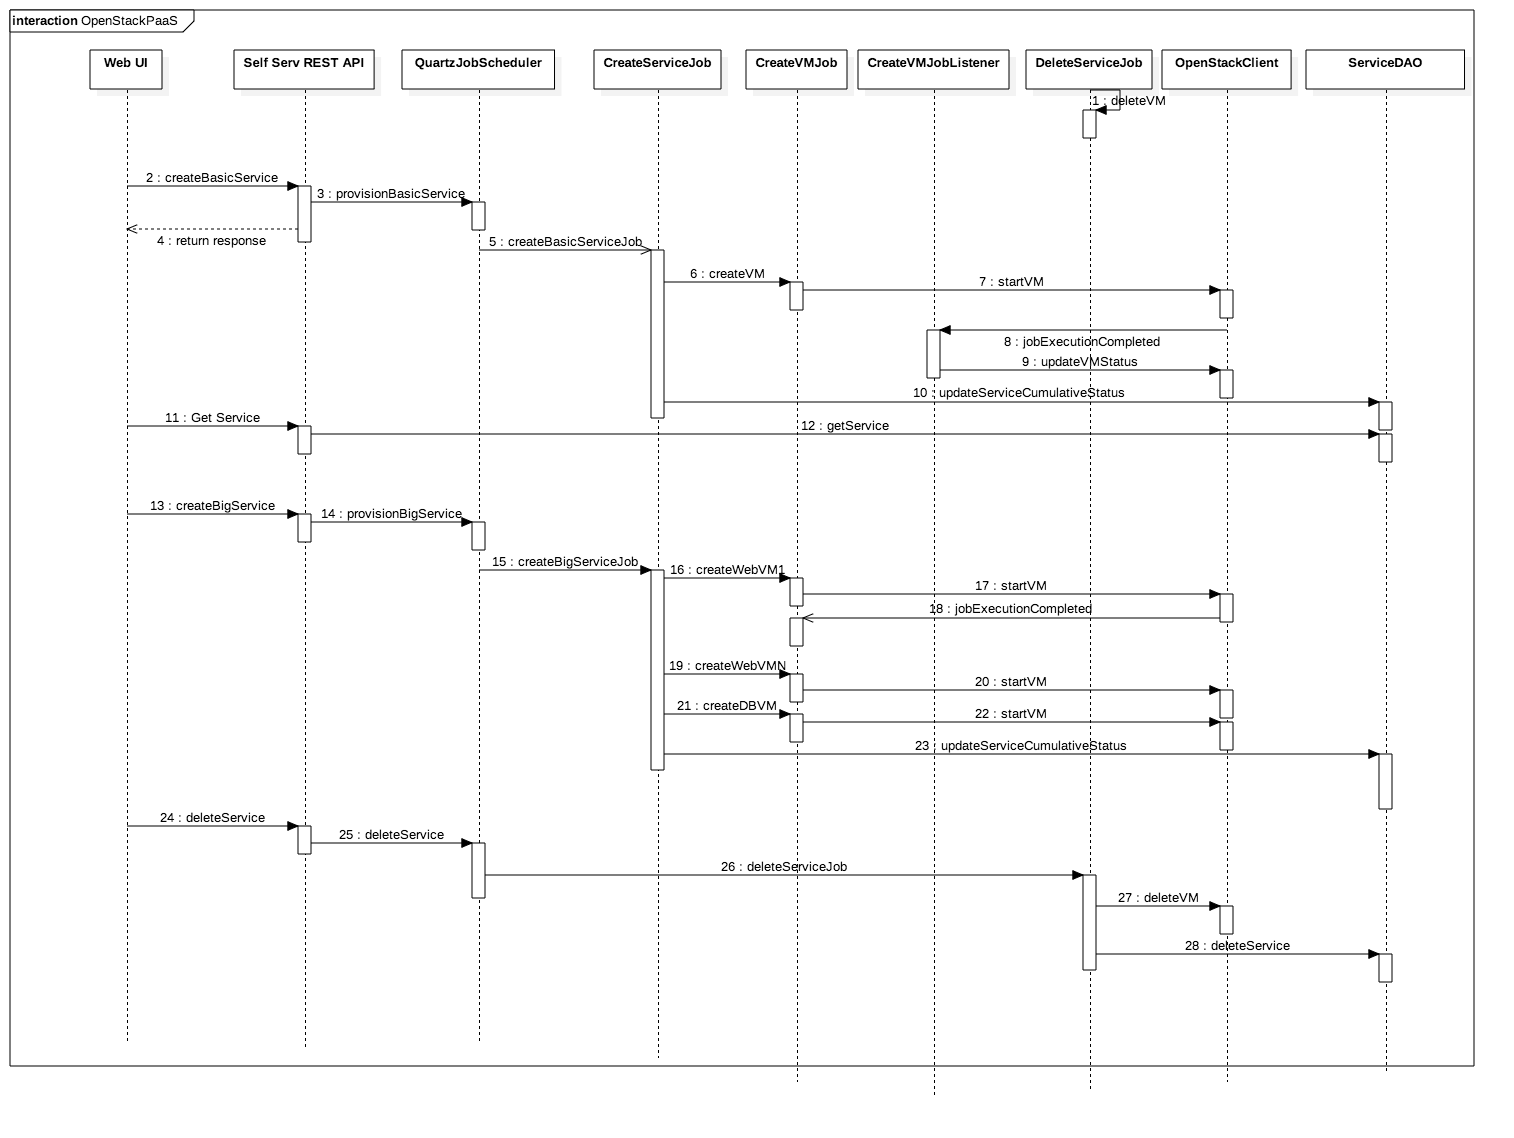 interaction OpenStackPaaS
Web UI
Self Serv REST API
QuartzJobScheduler
CreateServiceJob
CreateVMJob
CreateVMJobListener
DeleteServiceJob
OpenStackClient
ServiceDAO
1 : deleteVM
2 : createBasicService
3 : provisionBasicService
4 : return response
5 : createBasicServiceJob
6 : createVM
7 : startVM
8 : jobExecutionCompleted
9 : updateVMStatus
10 : updateServiceCumulativeStatus
11 : Get Service
12 : getService
13 : createBigService
14 : provisionBigService
15 : createBigServiceJob
16 : createWebVM1
17 : startVM
18 : jobExecutionCompleted
19 : createWebVMN
20 : startVM
21 : createDBVM
22 : startVM
23 : updateServiceCumulativeStatus
24 : deleteService
25 : deleteService
26 : deleteServiceJob
27 : deleteVM
28 : deleteService